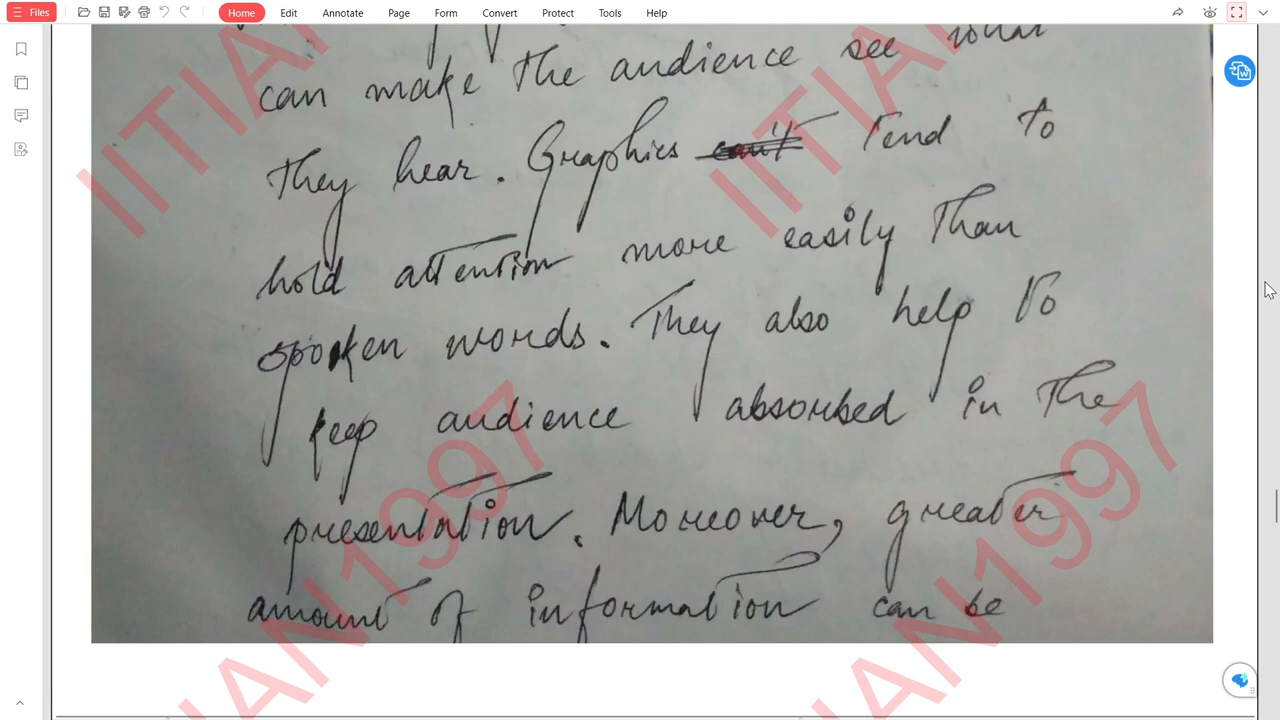 Files
Home Edit Annotate Page Form Convert Protect Tools Help
can make the audience see what
they hear. Graphics can't tend to
hold attention more easily than
spoken words. They also help to
keep audience absorbed in the
presentation. Moreover, greater
amount of information can be
IITIAN1997
IITIAN1997